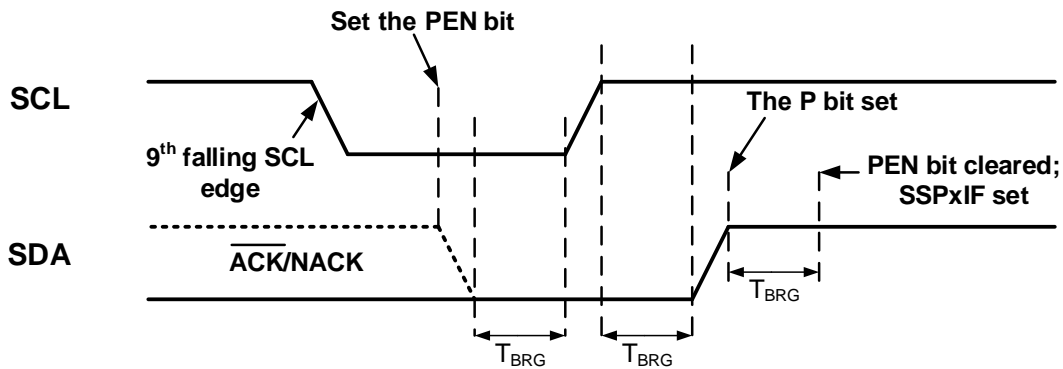 Set the PEN bit
SCL
The P bit set
9th falling SCL
edge
PEN bit cleared;
SSPxIF set
SDA
ACK/NACK
TBRG
TBRG
TBRG